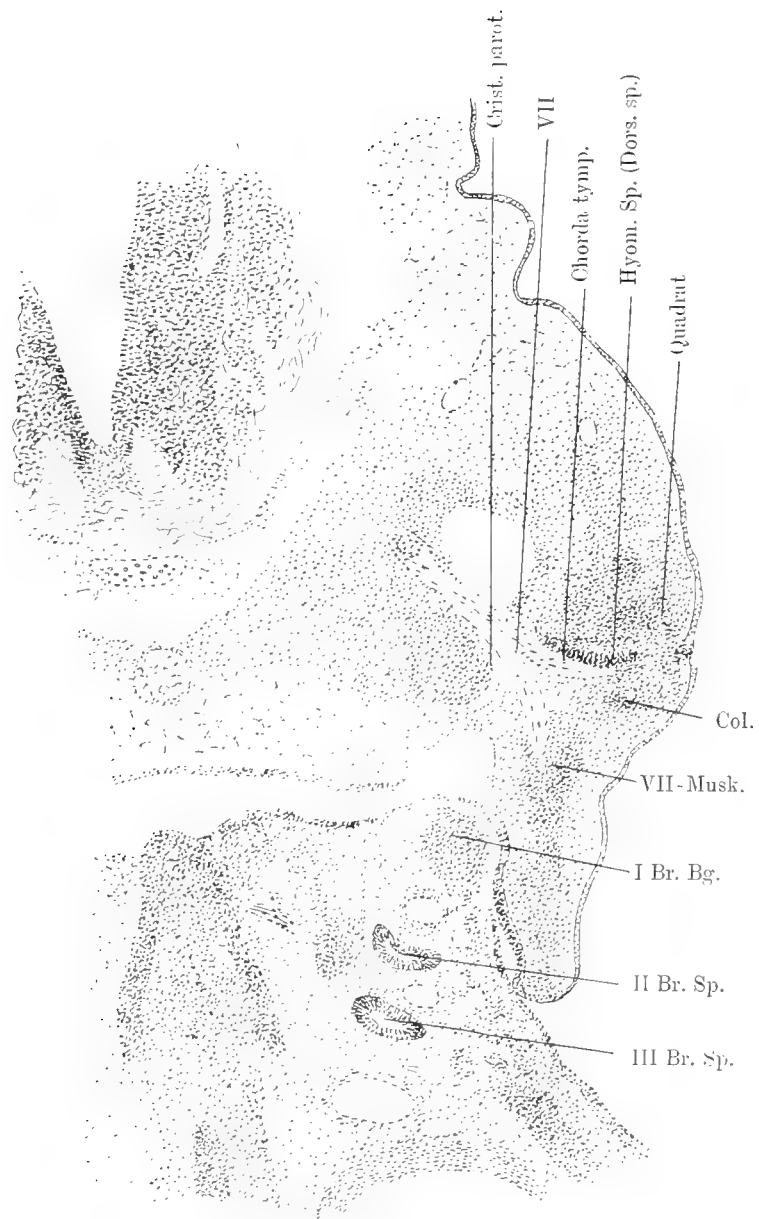 Crist. parot.
VII
Chorda tymp.
Hyom. Sp. (Dors. sp.)
Quadrat
Col.
VII-Musk.
I Br. Bg.
II Br. Sp.
III Br. Sp.